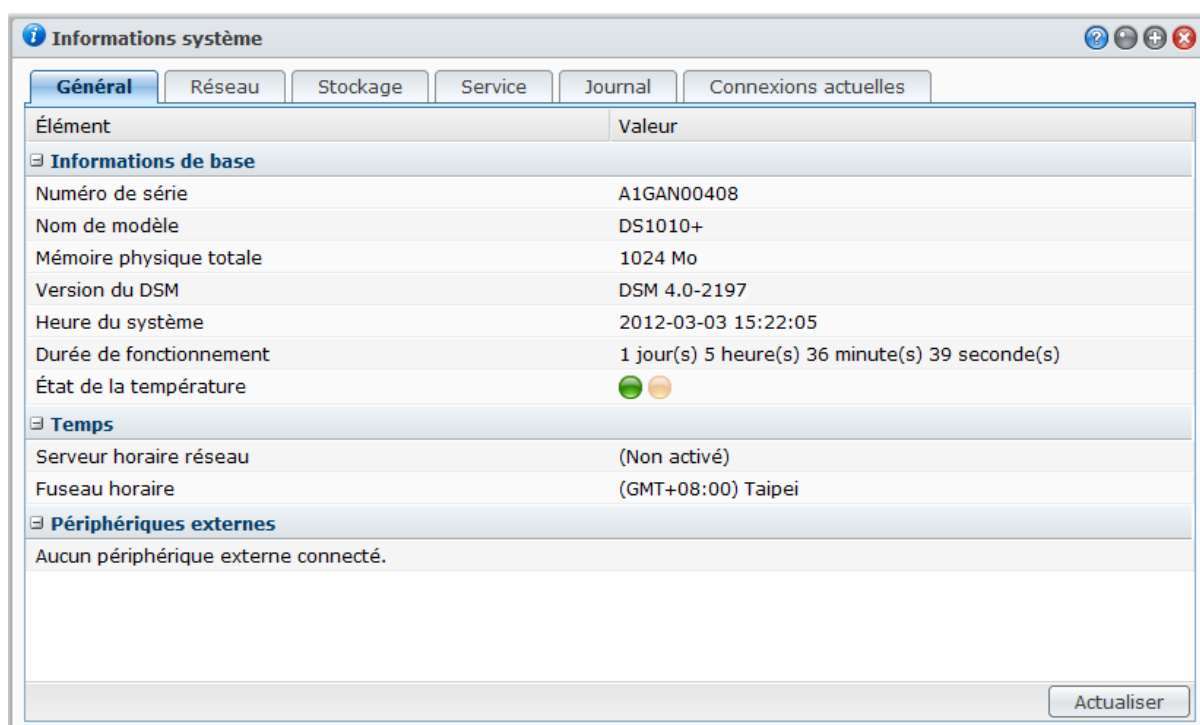 Informations système
Général Réseau Stockage Service Journal Connexions actuelles
Élément Valeur
Informations de base
Numéro de série A1GAN00408
Nom de modèle DS1010+
Mémoire physique totale 1024 Mo
Version du DSM DSM 4.0-2197
Heure du système 2012-03-03 15:22:05
Durée de fonctionnement 1 jour(s) 5 heure(s) 36 minute(s) 39 seconde(s)
État de la température
Temps
Serveur horaire réseau (Non activé)
Fuseau horaire (GMT+08:00) Taipei
Périphériques externes
Aucun périphérique externe connecté.
Actualiser